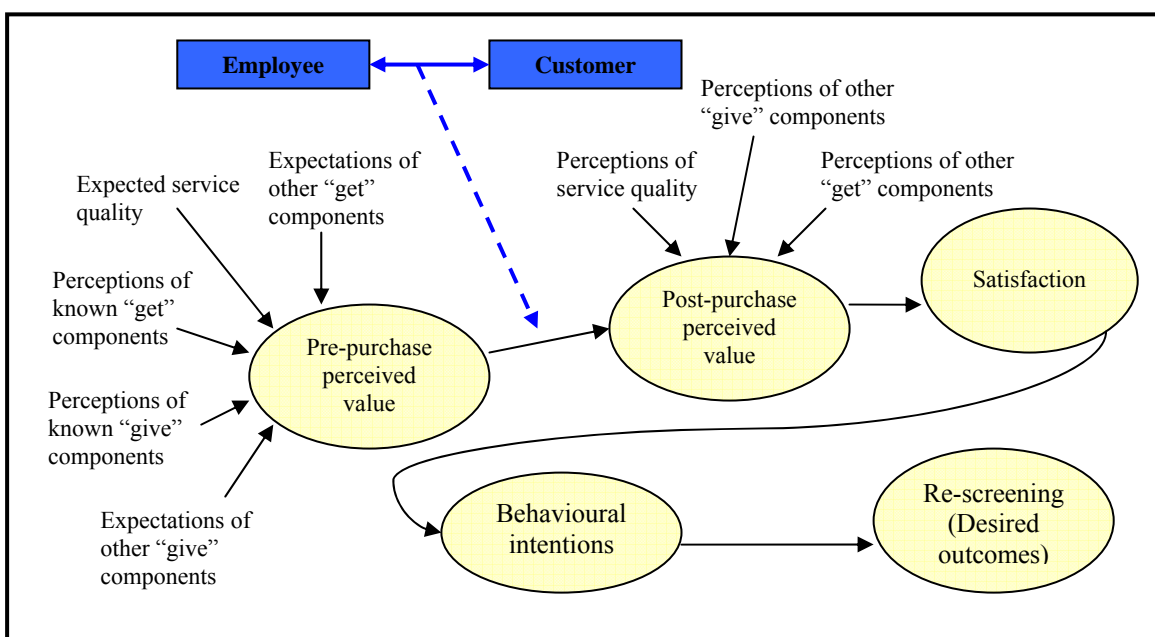 Employee
Customer
Perceptions of other
“give” components
Expectations of
other “get”
components
Perceptions of
service quality
Perceptions of other
“get” components
Expected service
quality
Perceptions of
known “get”
components
Pre-purchase
perceived
value
Post-purchase
perceived
value
Satisfaction
Perceptions of
known “give”
components
Expectations of
other “give”
components
Behavioural
intentions
Re-screening
(Desired
outcomes)